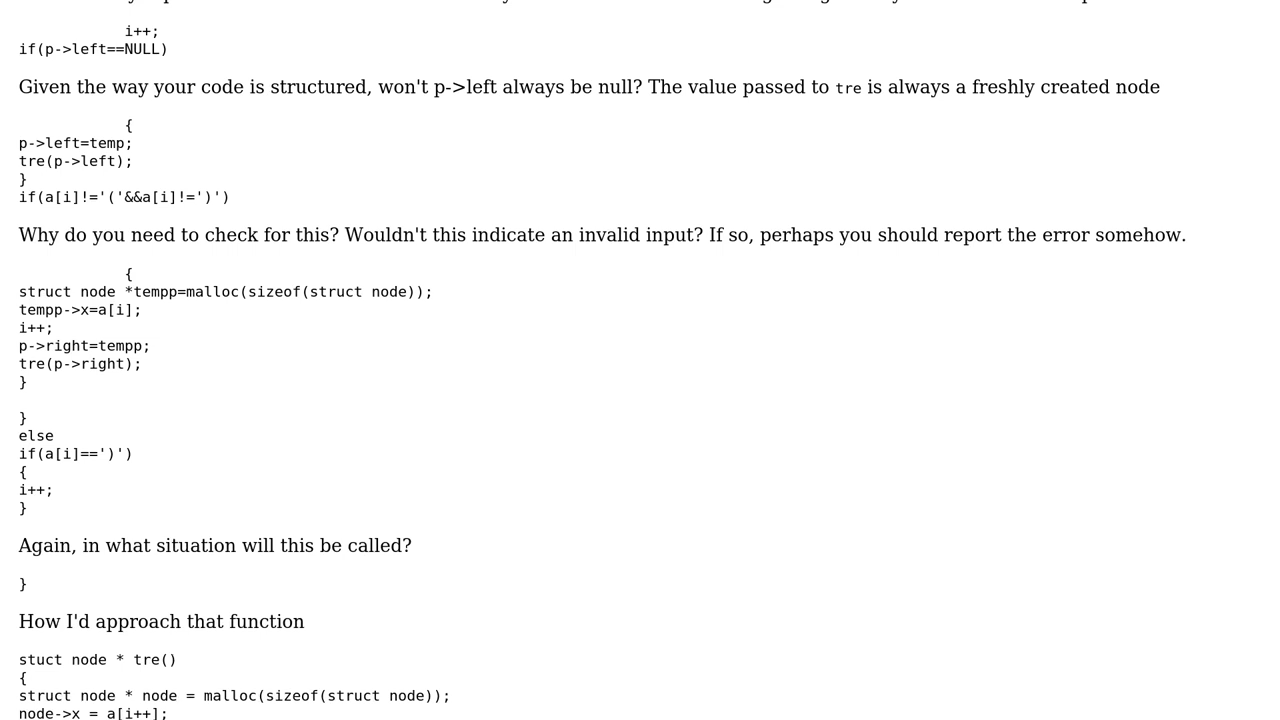 i++;
if(p->left==NULL)
Given the way your code is structured, won't p->left always be null? The value passed to tre is always a freshly created node
{
p->left=temp;
tre(p->left);
}
if(a[i]!='('&&a[i]!=')')
Why do you need to check for this? Wouldn't this indicate an invalid input? If so, perhaps you should report the error somehow.
{
struct node *tempp=malloc(sizeof(struct node));
tempp->x=a[i];
i++;
p->right=tempp;
tre(p->right);
}
}
else
if(a[i]==')')
{
i++;
}
Again, in what situation will this be called?
}
How I'd approach that function
stuct node * tre()
{
struct node * node = malloc(sizeof(struct node));
node->x = a[i++];